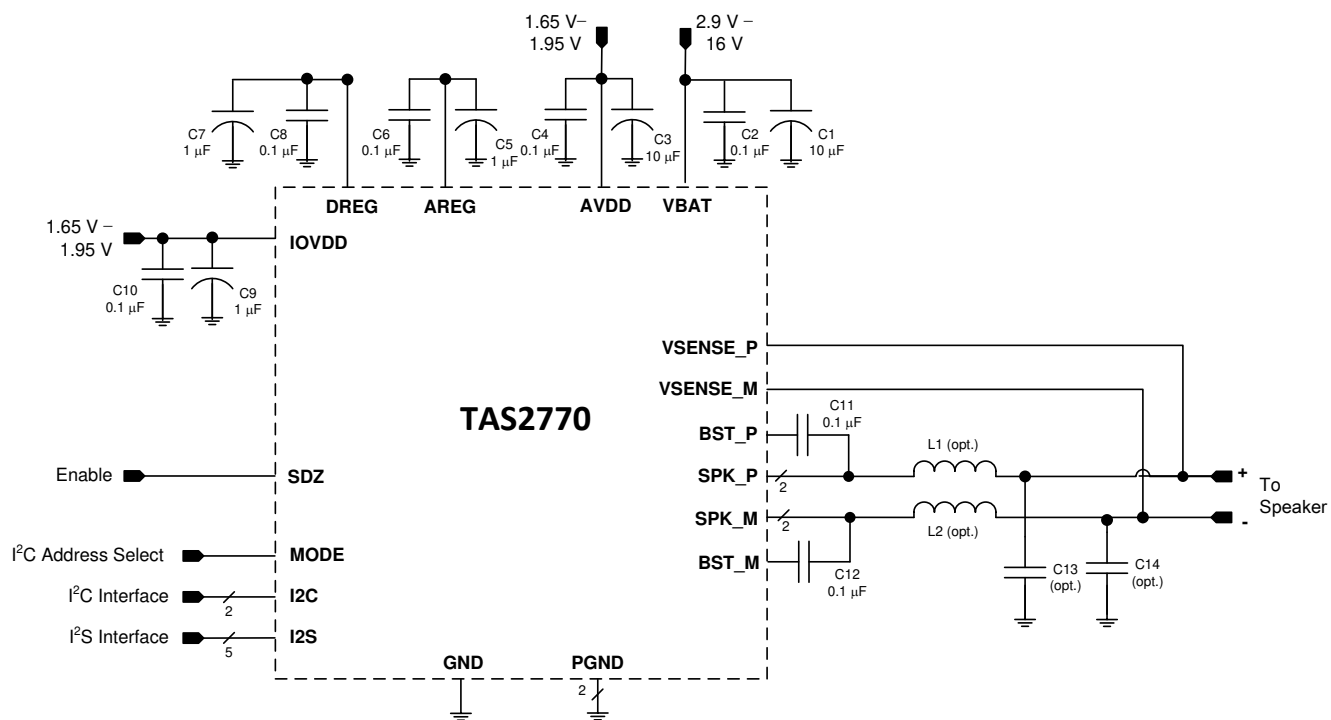 1.65 V–
1.95 V
2.9 V –
16 V
C7
1 µF
C8
0.1 µF
C6
0.1 µF
C5
1 µF
C4
0.1 µF
C3
10 µF
C2
0.1 µF
C1
10 µF
DREG
AREG
AVDD
VBAT
1.65 V –
1.95 V
IOVDD
C10
0.1 µF
C9
1 µF
VSENSE_P
VSENSE_M
TAS2770
C11
0.1 µF
BST_P
L1 (opt.)
Enable
SDZ
SPK_P
2
+
To
Speaker
SPK_M
2
-
L2 (opt.)
I²C Address Select
MODE
BST_M
C12
0.1 µF
C13
(opt.)
C14
(opt.)
I²C Interface
2
I2C
I²S Interface
5
I2S
GND
PGND
2